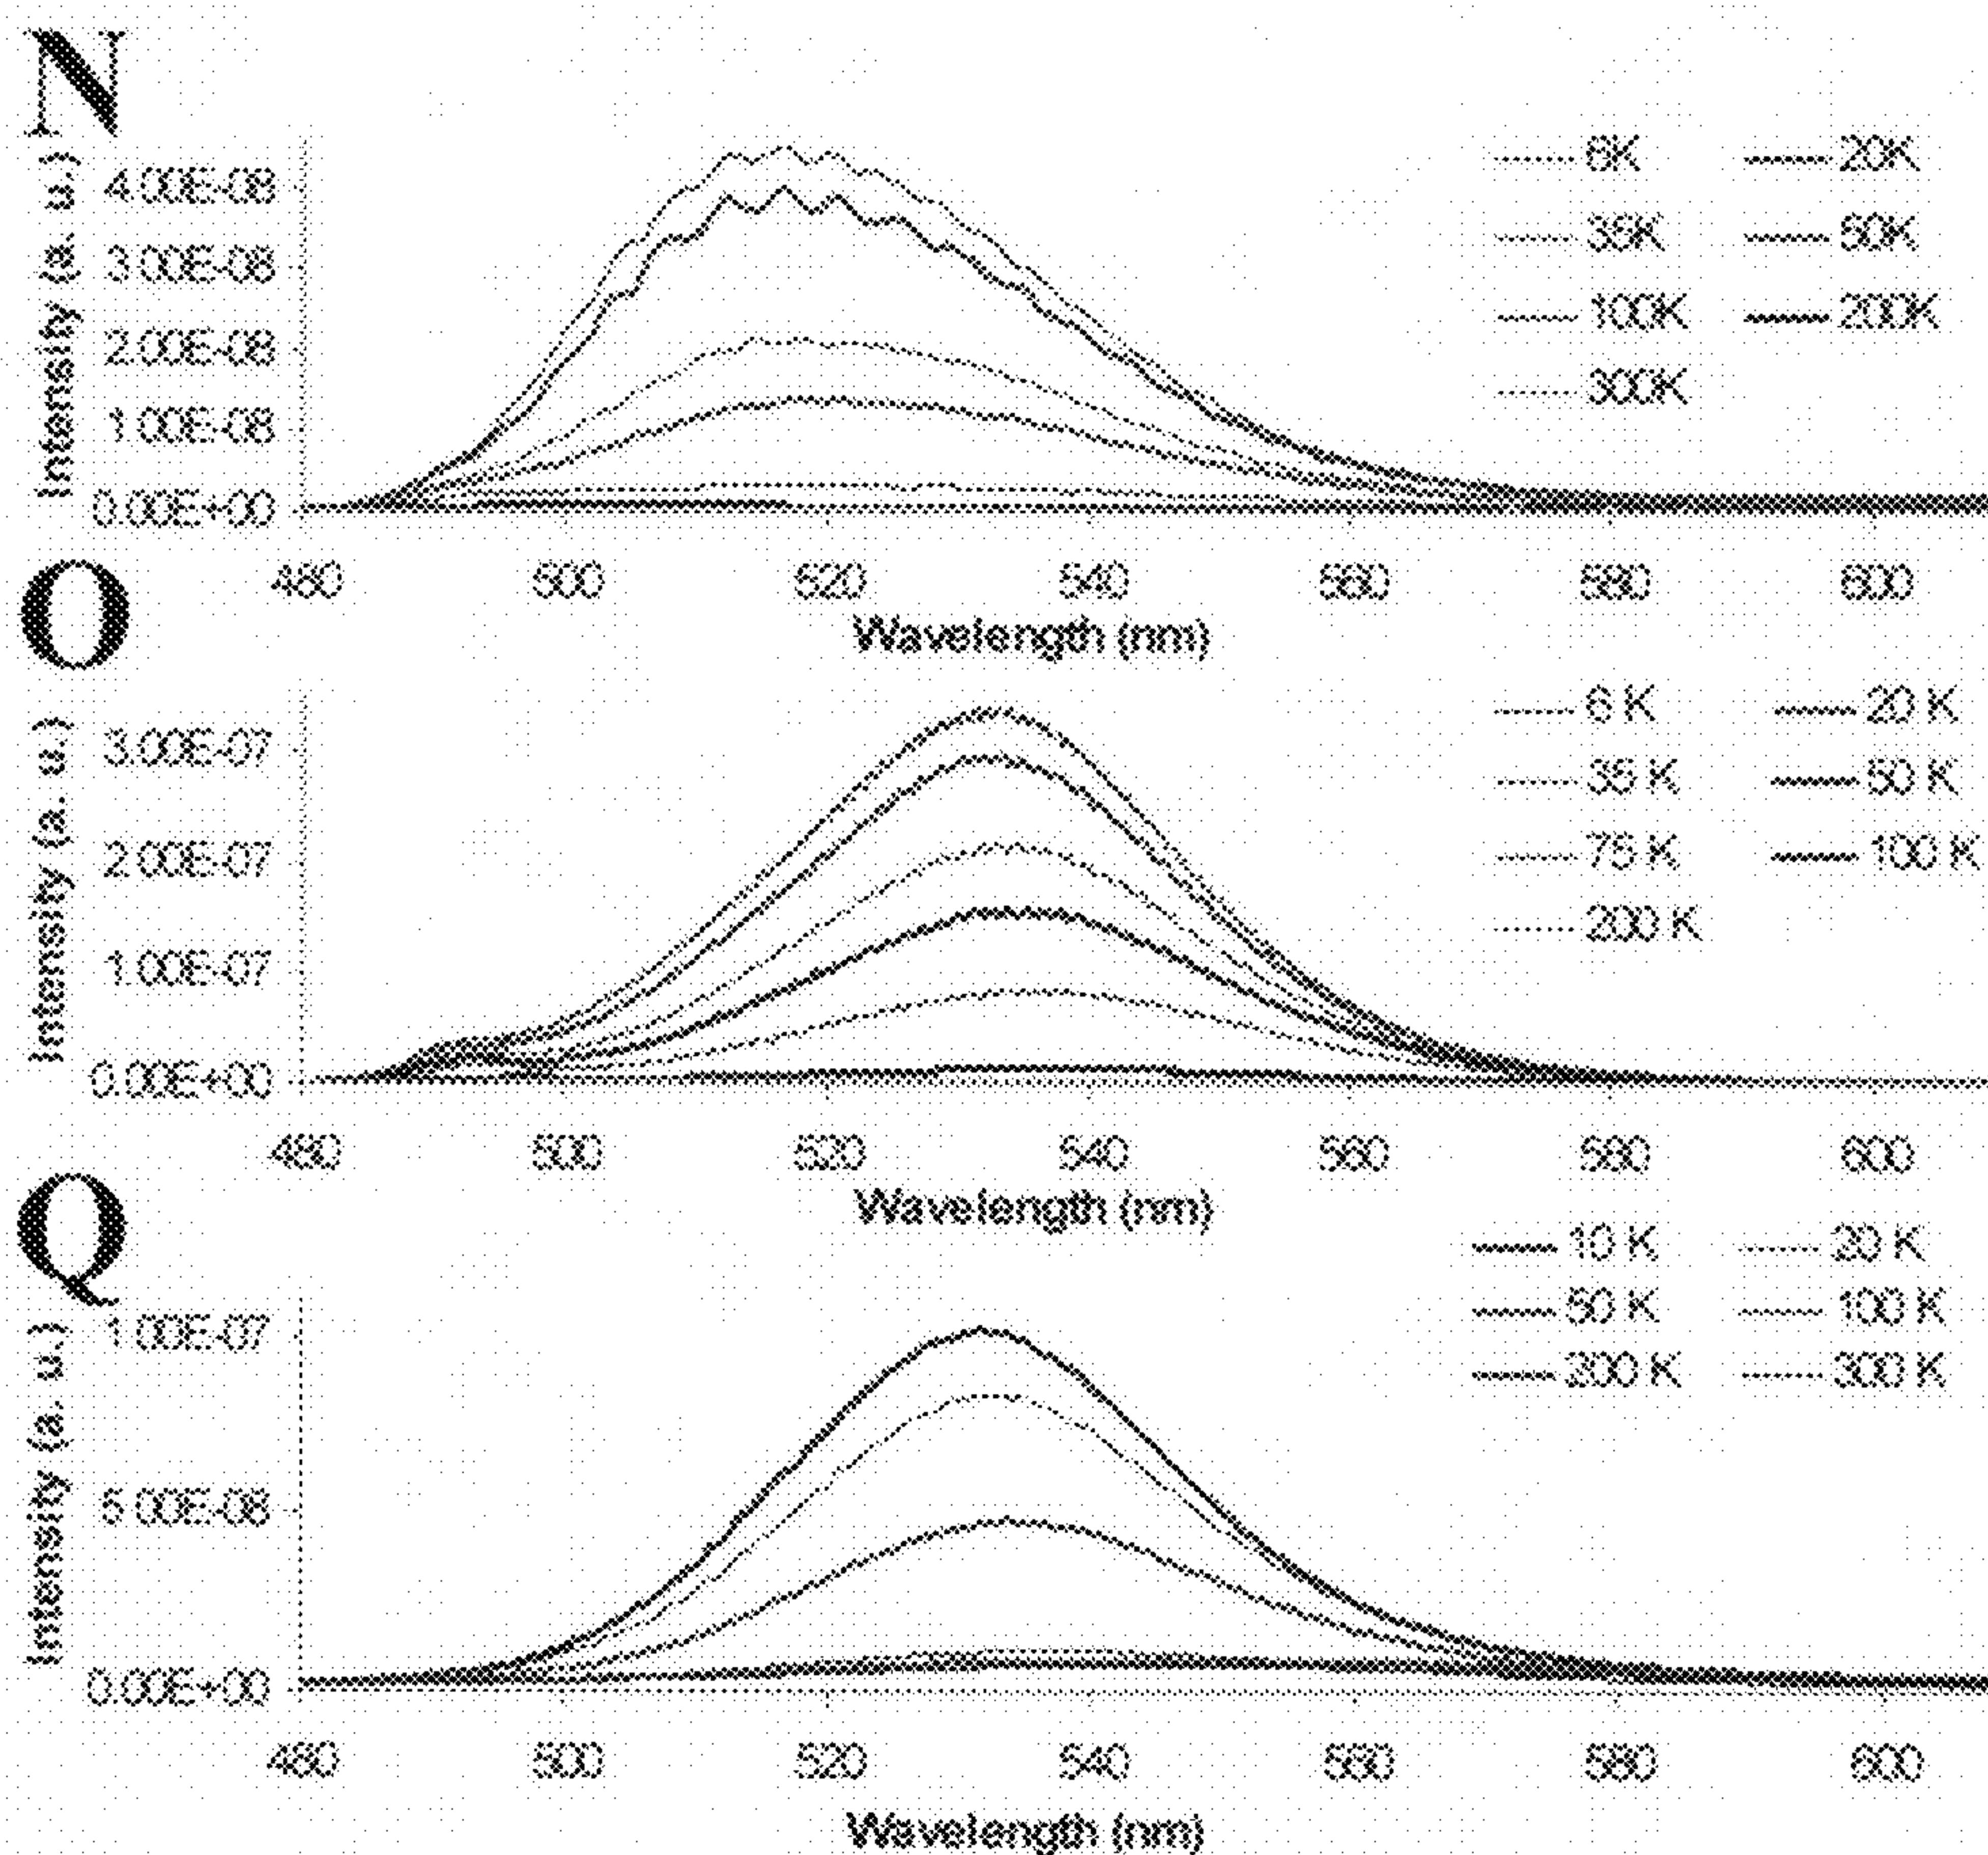 N
Intensity (a. u.)
4.00E-08
3.00E-08
2.00E-08
1.00E-08
0.00E+00
6K 20K
35K 50K
100K 200K
300K
480 500 520 540 560 580 600
Wavelength (nm)
O
Intensity (a. u.)
3.00E-07
2.00E-07
1.00E-07
0.00E+00
6 K 20 K
35 K 50 K
75 K 100 K
200 K
480 500 520 540 560 580 600
Wavelength (nm)
Q
Intensity (a. u.)
1.00E-07
5.00E-08
0.00E+00
10 K 20 K
50 K 100 K
200 K 300 K
480 500 520 540 560 580 600
Wavelength (nm)